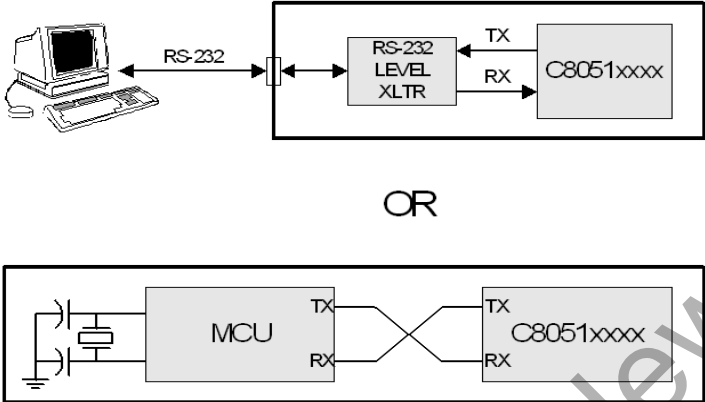 RS-232
RS-232
LEVEL
XLTR
TX
RX
C8051xxxx
OR
MCU
TX
RX
TX
RX
C8051xxxx